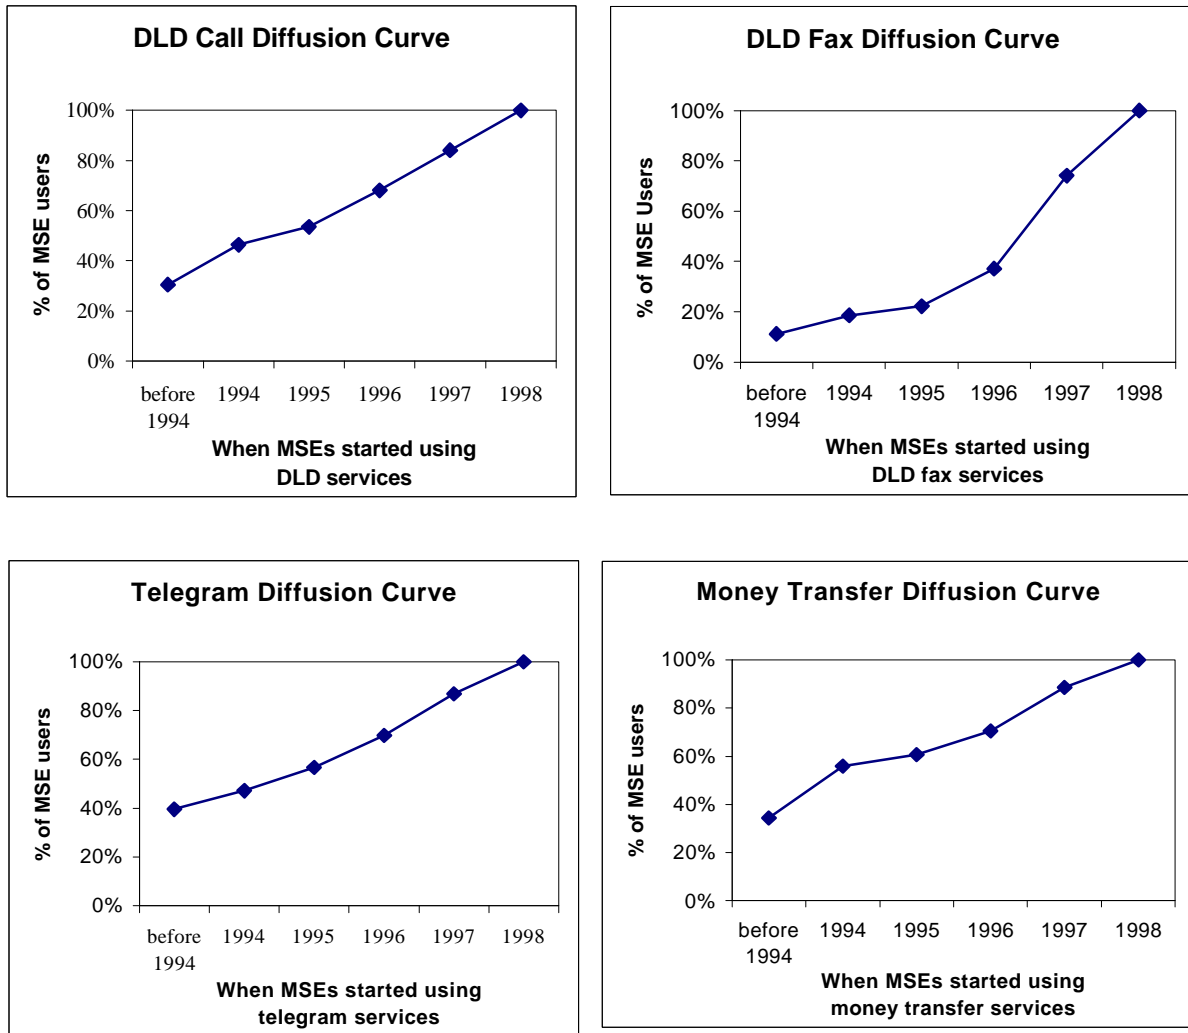 DLD Call Diffusion Curve
% of MSE users
100%
80%
60%
40%
20%
0%
before 1994 1995 1996 1997 1998
1994
When MSEs started using
DLD services
DLD Fax Diffusion Curve
% of MSE Users
100%
80%
60%
40%
20%
0%
before 1994 1995 1996 1997 1998
1994
When MSEs started using
DLD fax services
Telegram Diffusion Curve
% of MSE users
100%
80%
60%
40%
20%
0%
before 1994 1995 1996 1997 1998
1994
When MSEs started using
telegram services
Money Transfer Diffusion Curve
% of MSE users
100%
80%
60%
40%
20%
0%
before 1994 1995 1996 1997 1998
1994
When MSEs started using
money transfer services